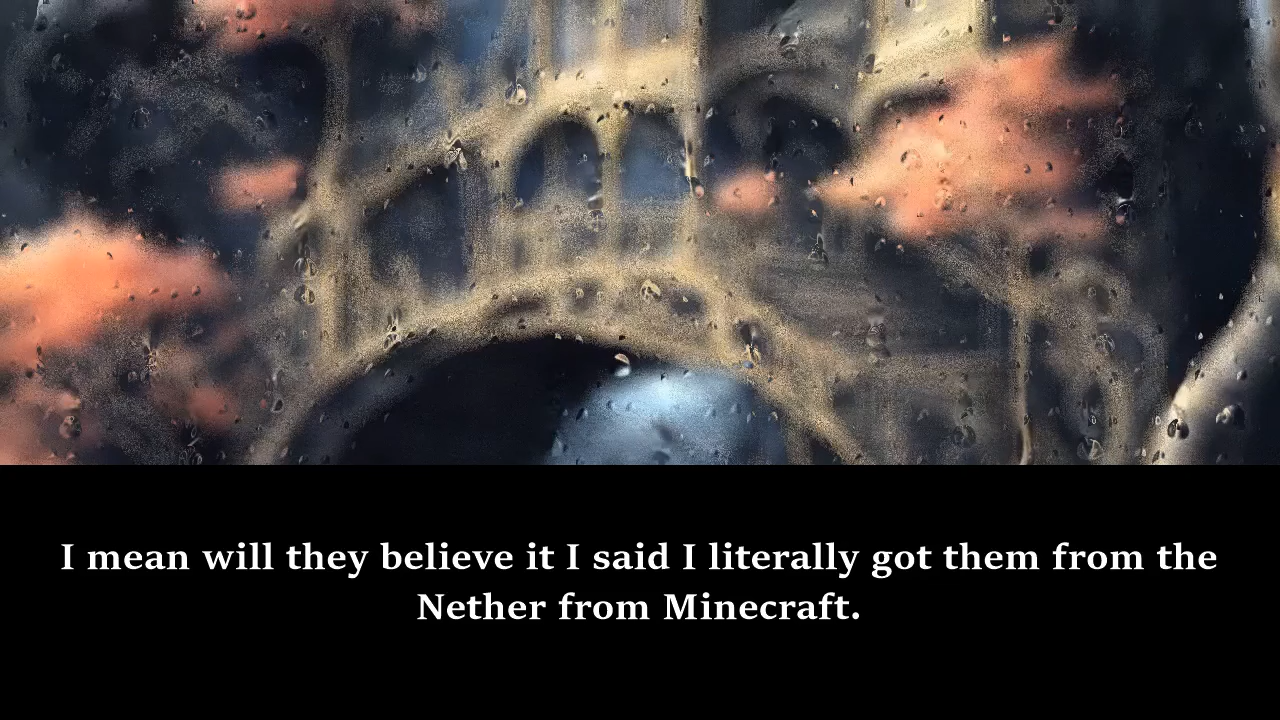 I mean will they believe it I said I literally got them from the
Nether from Minecraft.